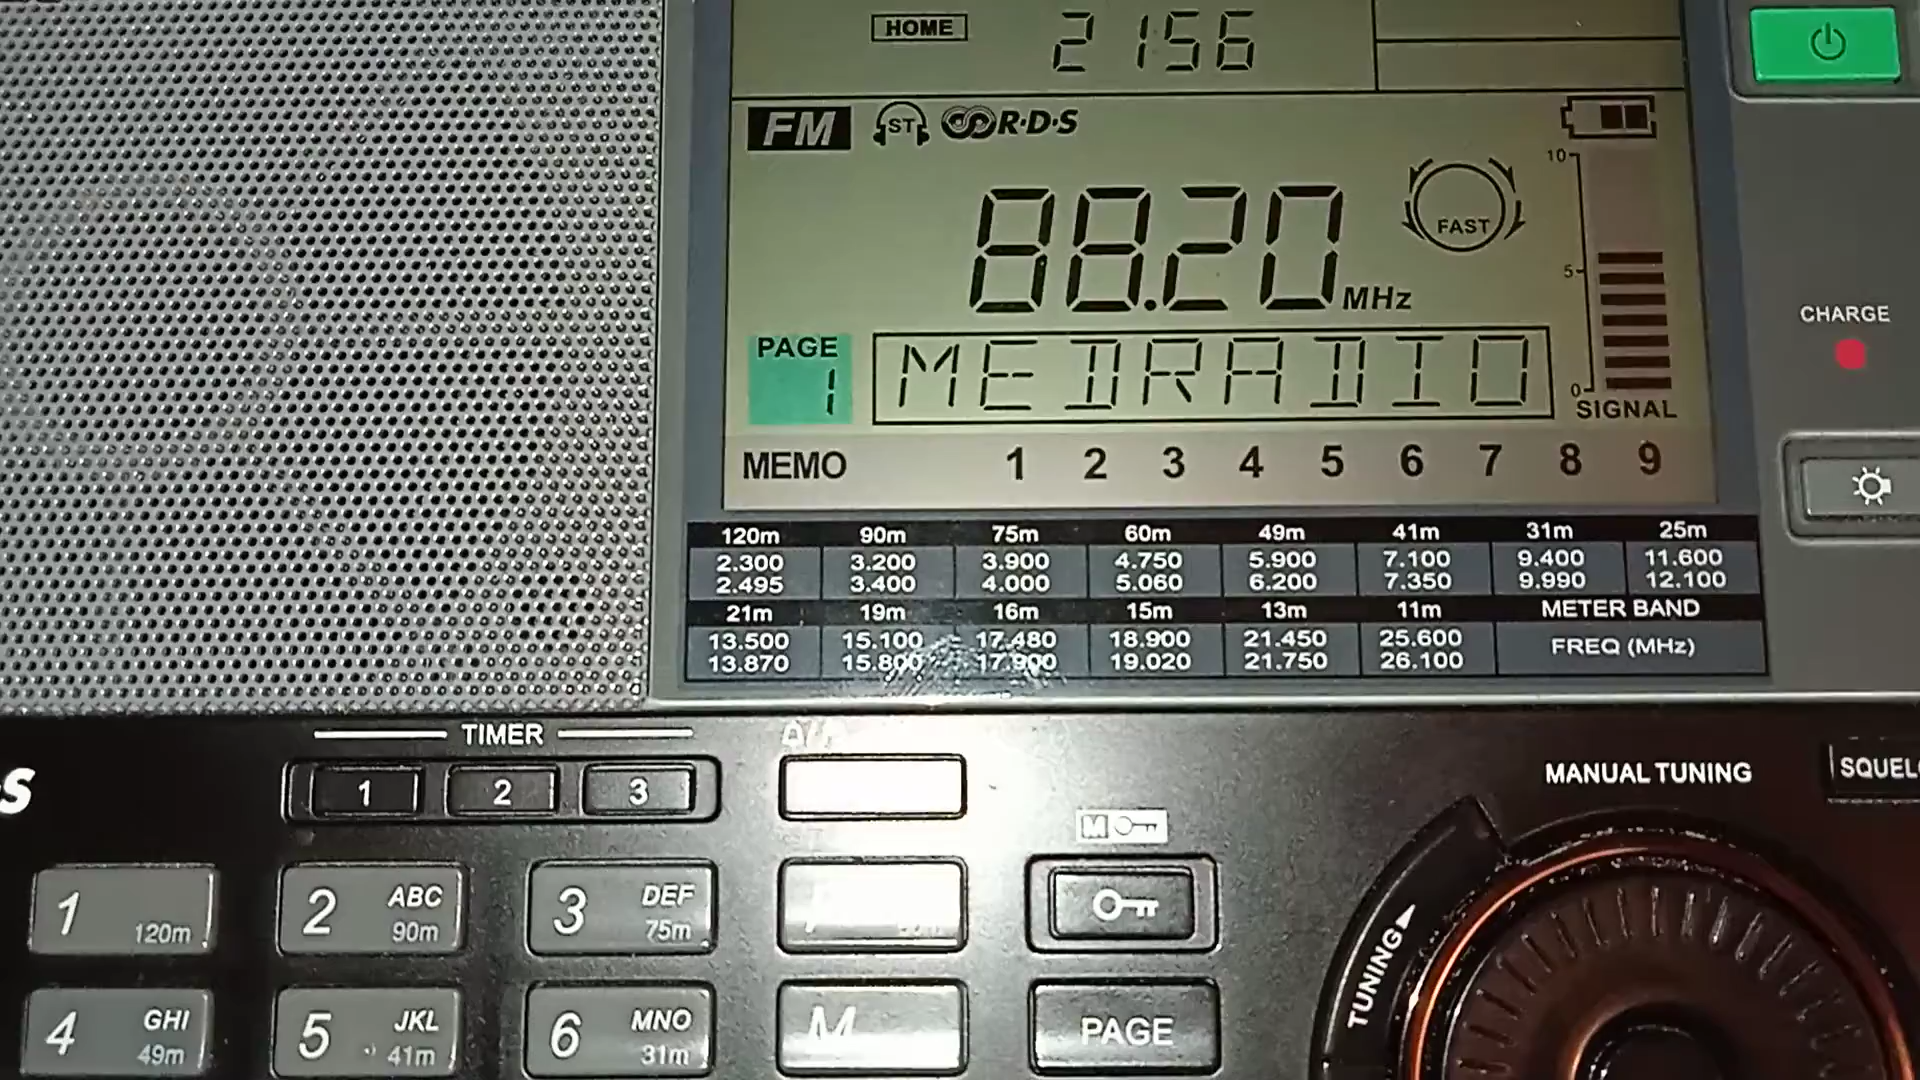 HOME 2156
FM ST R·D·S
10
88.20 MHz FAST
5
PAGE
1
MEDRADIO
0
SIGNAL
MEMO 1 2 3 4 5 6 7 8 9
CHARGE
120m 90m 75m 60m 49m 41m 31m 25m
2.300 3.200 3.900 4.750 5.900 7.100 9.400 11.600
2.495 3.400 4.000 5.060 6.200 7.350 9.990 12.100
21m 19m 16m 15m 13m 11m METER BAND
13.500 15.100 17.480 18.900 21.450 25.600 FREQ (MHz)
13.870 15.800 17.900 19.020 21.750 26.100
TIMER
1 2 3
MANUAL TUNING
SQUEL
M
1 120m
2 ABC 90m
3 DEF 75m
TUNING
4 GHI 49m
5 JKL 41m
6 MNO 31m
M
PAGE